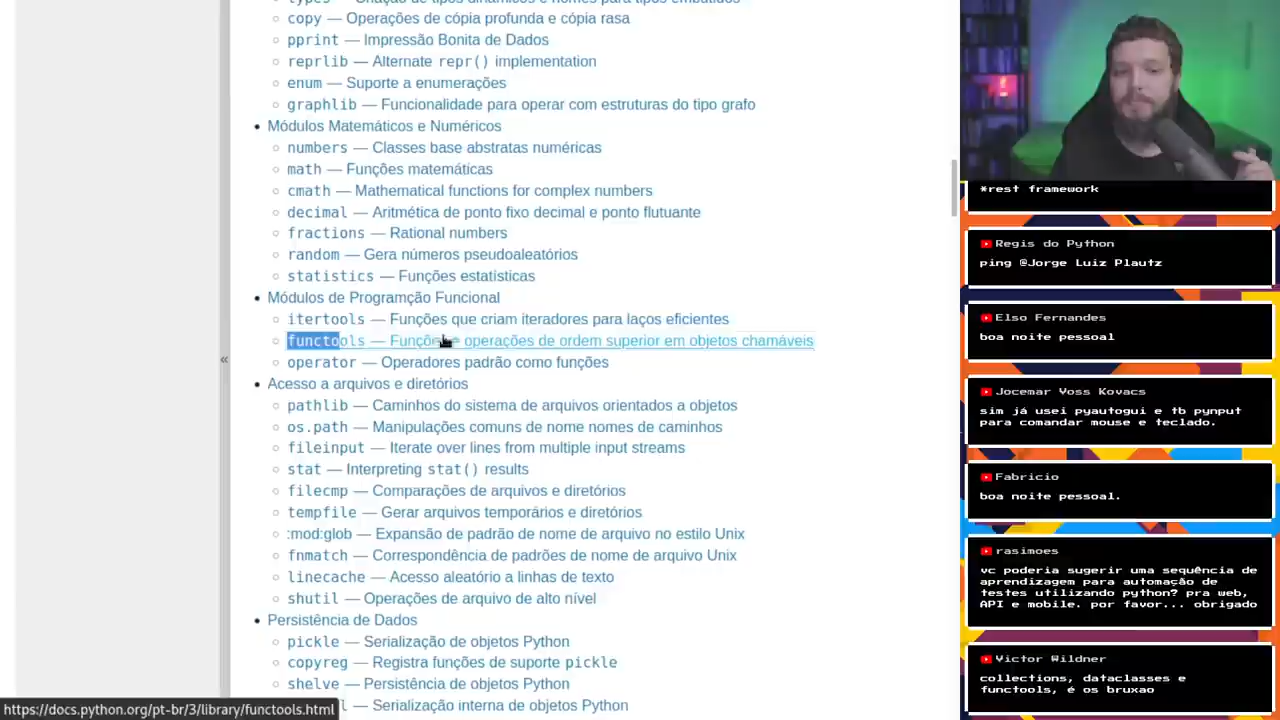 copy — Operações de cópia profunda e cópia rasa
pprint — Impressão Bonita de Dados
reprlib — Alternate repr() implementation
enum — Suporte a enumerações
graphlib — Funcionalidade para operar com estruturas do tipo grafo
Módulos Matemáticos e Numéricos
numbers — Classes base abstratas numéricas
math — Funções matemáticas
cmath — Mathematical functions for complex numbers
decimal — Aritmética de ponto fixo decimal e ponto flutuante
fractions — Rational numbers
random — Gera números pseudoaleatórios
statistics — Funções estatísticas
Módulos de Programção Funcional
itertools — Funções que criam iteradores para laços eficientes
functools — Funções e operações de ordem superior em objetos chamáveis
operator — Operadores padrão como funções
Acesso a arquivos e diretórios
pathlib — Caminhos do sistema de arquivos orientados a objetos
os.path — Manipulações comuns de nome nomes de caminhos
fileinput — Iterate over lines from multiple input streams
stat — Interpreting stat() results
filecmp — Comparações de arquivos e diretórios
tempfile — Gerar arquivos temporários e diretórios
:mod:glob — Expansão de padrão de nome de arquivo no estilo Unix
fnmatch — Correspondência de padrões de nome de arquivo Unix
linecache — Acesso aleatório a linhas de texto
shutil — Operações de arquivo de alto nível
Persistência de Dados
pickle — Serialização de objetos Python
copyreg — Registra funções de suporte pickle
shelve — Persistência de objetos Python
— Serialização interna de objetos Python
https://docs.python.org/pt-br/3/library/functools.html
«
*rest framework
Regis do Python
ping @Jorge Luiz Plautz
Elso Fernandes
boa noite pessoal
Jocemar Voss Kovacs
sim já usei pyautogui e tb pynput
para comandar mouse e teclado.
Fabricio
boa noite pessoal.
rasimoes
vc poderia sugerir uma sequência de
aprendizagem para automação de
testes utilizando python? pra web,
API e mobile. por favor... obrigado
Victor Wildner
collections, dataclasses e
functools, é os bruxao